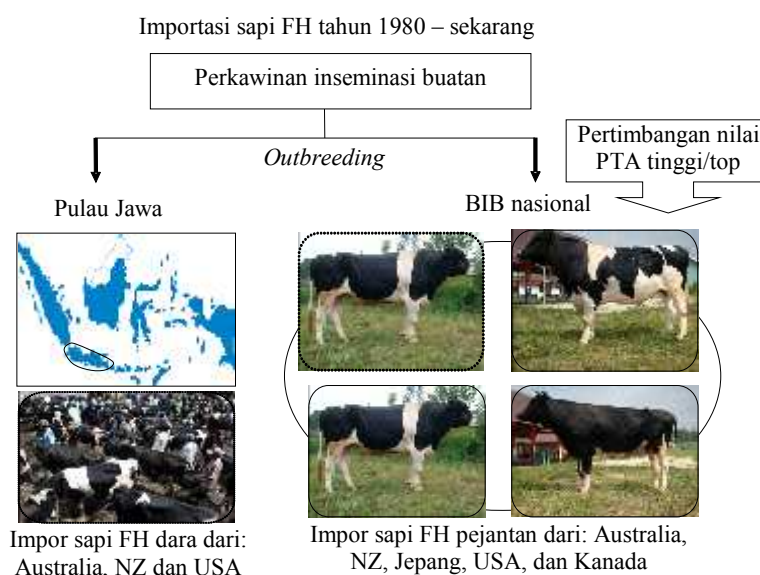 Importasi sapi FH tahun 1980 – sekarang
Perkawinan inseminasi buatan
Outbreeding
Pertimbangan nilai
PTA tinggi/top
Pulau Jawa
BIB nasional
Impor sapi FH dara dari:
Australia, NZ dan USA
Impor sapi FH pejantan dari: Australia,
NZ, Jepang, USA, dan Kanada